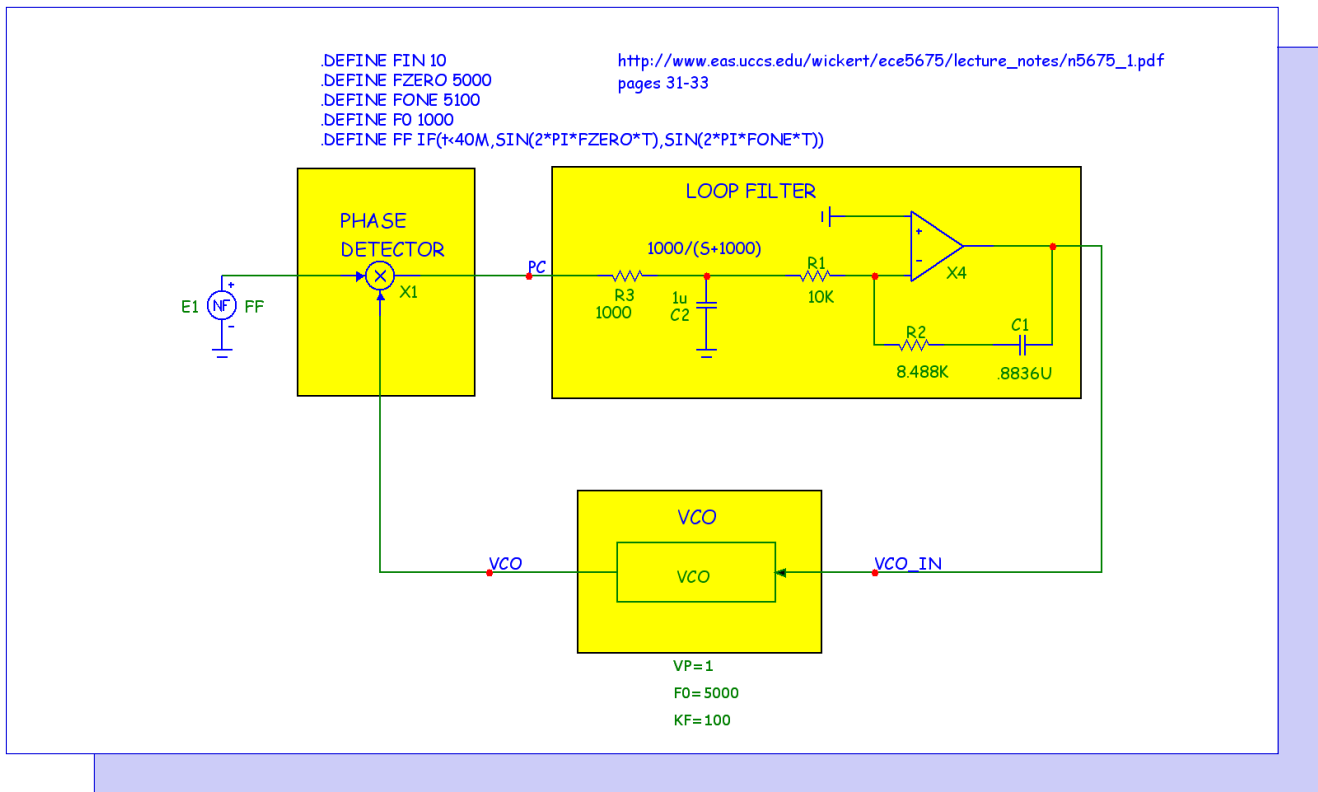 .DEFINE FIN 10
.DEFINE FZERO 5000
.DEFINE FONE 5100
.DEFINE F0 1000
.DEFINE FF IF(t<40M,SIN(2*PI*FZERO*T),SIN(2*PI*FONE*T))
http://www.eas.uccs.edu/wickert/ece5675/lecture_notes/n5675_1.pdf
pages 31-33
PHASE
DETECTOR
X1
E1
NF
FF
+
-
PC
LOOP FILTER
1000/(S+1000)
R3
1000
1u
C2
R1
10K
+
-
X4
R2
8.488K
C1
.8836U
VCO
VCO
VCO
VCO_IN
VP=1
F0=5000
KF=100